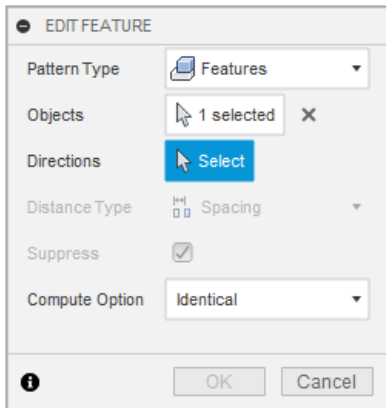 EDIT FEATURE
Pattern Type Features
Objects 1 selected
Directions Select
Distance Type Spacing
Suppress
Compute Option Identical
OK Cancel